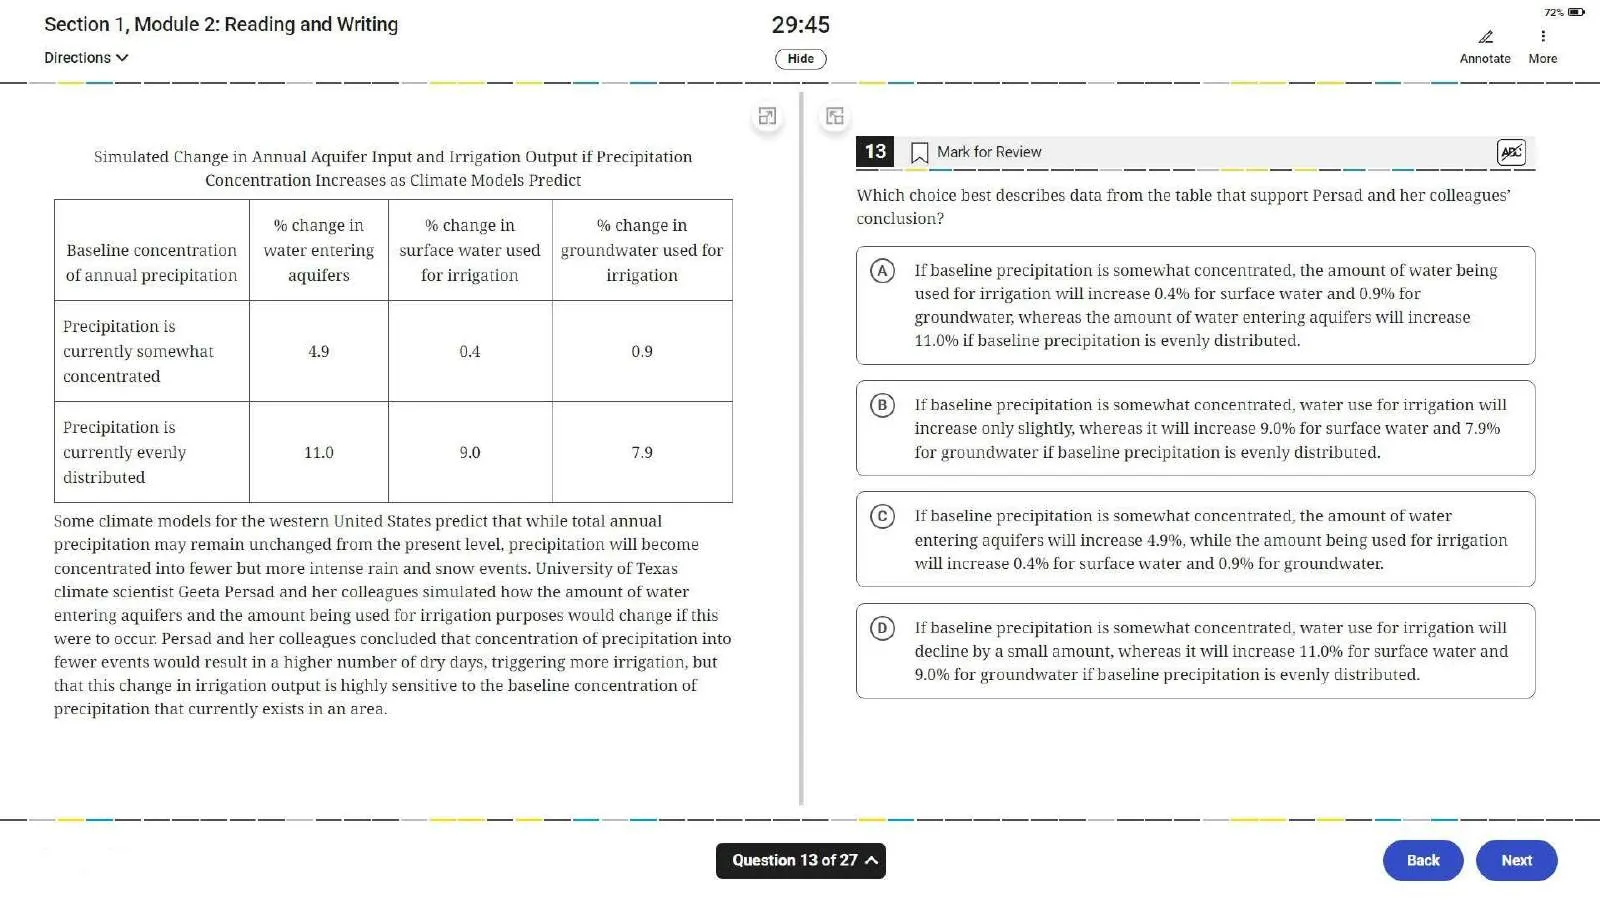 Section 1, Module 2: Reading and Writing
Directions
29:45
Hide
72%
Annotate
More
Simulated Change in Annual Aquifer Input and Irrigation Output if Precipitation
Concentration Increases as Climate Models Predict
Baseline concentration
of annual precipitation
% change in
water entering
aquifers
% change in
surface water used
for irrigation
% change in
groundwater used for
irrigation
Precipitation is
currently somewhat
concentrated
4.9
0.4
0.9
Precipitation is
currently evenly
distributed
11.0
9.0
7.9
Some climate models for the western United States predict that while total annual
precipitation may remain unchanged from the present level, precipitation will become
concentrated into fewer but more intense rain and snow events. University of Texas
climate scientist Geeta Persad and her colleagues simulated how the amount of water
entering aquifers and the amount being used for irrigation purposes would change if this
were to occur. Persad and her colleagues concluded that concentration of precipitation into
fewer events would result in a higher number of dry days, triggering more irrigation, but
that this change in irrigation output is highly sensitive to the baseline concentration of
precipitation that currently exists in an area.
13
Mark for Review
ABC
Which choice best describes data from the table that support Persad and her colleagues’
conclusion?
A
If baseline precipitation is somewhat concentrated, the amount of water being
used for irrigation will increase 0.4% for surface water and 0.9% for
groundwater, whereas the amount of water entering aquifers will increase
11.0% if baseline precipitation is evenly distributed.
B
If baseline precipitation is somewhat concentrated, water use for irrigation will
increase only slightly, whereas it will increase 9.0% for surface water and 7.9%
for groundwater if baseline precipitation is evenly distributed.
C
If baseline precipitation is somewhat concentrated, the amount of water
entering aquifers will increase 4.9%, while the amount being used for irrigation
will increase 0.4% for surface water and 0.9% for groundwater.
D
If baseline precipitation is somewhat concentrated, water use for irrigation will
decline by a small amount, whereas it will increase 11.0% for surface water and
9.0% for groundwater if baseline precipitation is evenly distributed.
Question 13 of 27
Back
Next